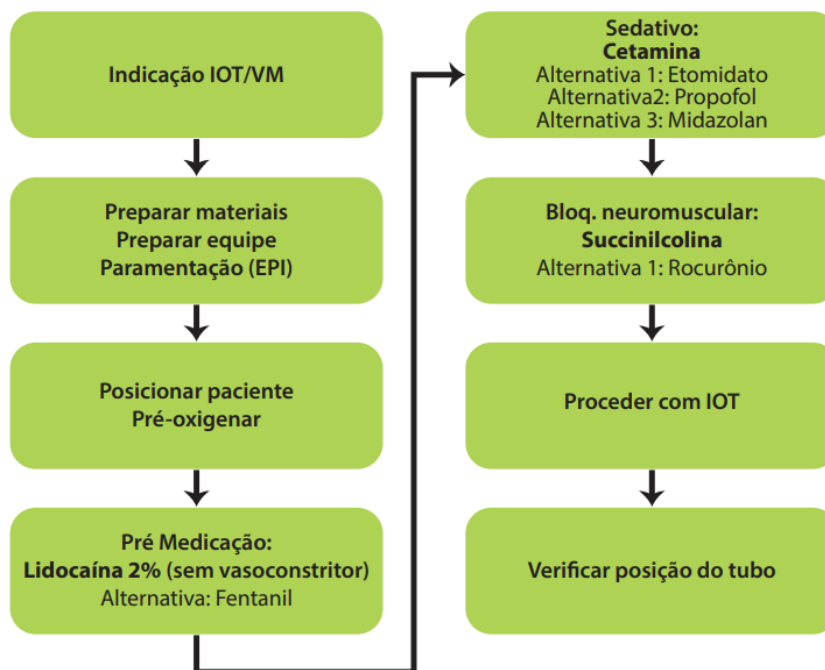 Indicação IOT/VM
Preparar materiais
Preparar equipe
Paramentação (EPI)
Posicionar paciente
Pré-oxigenar
Pré Medicação:
Lidocaína 2% (sem vasoconstritor)
Alternativa: Fentanil
Sedativo:
Cetamina
Alternativa 1: Etomidato
Alternativa2: Propofol
Alternativa 3: Midazolan
Bloq. neuromuscular:
Succinilcolina
Alternativa 1: Rocurônio
Proceder com IOT
Verificar posição do tubo